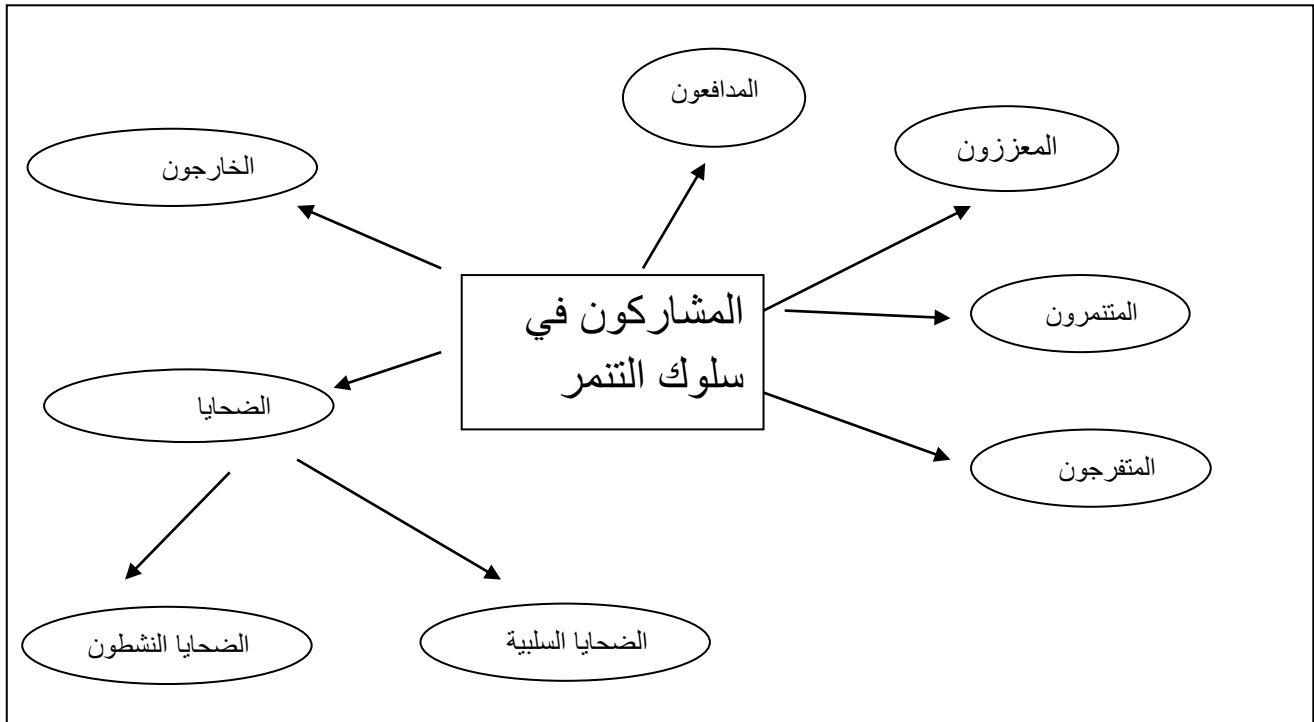 المدافعون
المعززون
الخارجون
المشاركون في
سلوك التنمر
المتنمرون
الضحايا
المتفرجون
الضحايا السلبية
الضحايا النشطون